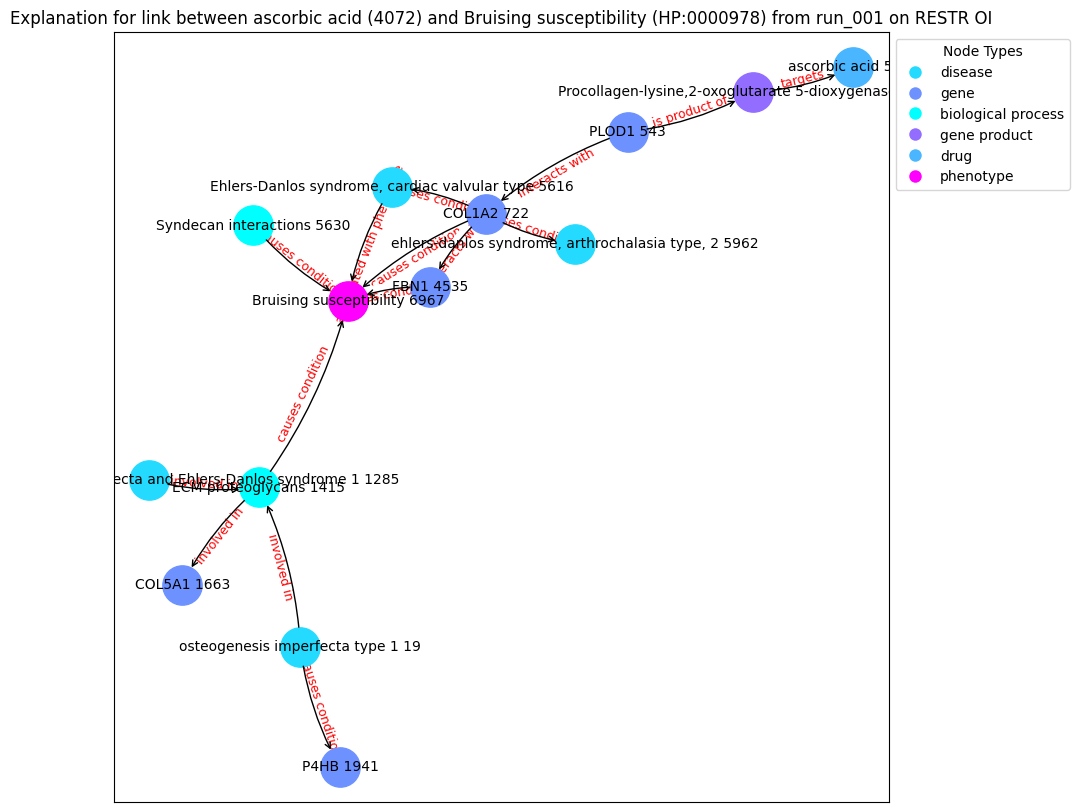 Explanation for link between ascorbic acid (4072) and Bruising susceptibility (HP:0000978) from run_001 on RESTR OI
Node Types
disease
gene
biological process
gene product
drug
phenotype
ascorbic acid 5
targets
Procollagen-lysine,2-oxoglutarate 5-dioxygenase
is product of
PLOD1 543
interacts with
Ehlers-Danlos syndrome, cardiac valvular type 5616
COL1A2 722
Syndecan interactions 5630
ehlers-danlos syndrome, arthrochalasia type, 2 5962
causes condition
FBN1 4535
Bruising susceptibility 6967
causes condition
ecta and Ehlers-Danlos syndrome 1 1285
ECM proteoglycans 1415
involved in
COL5A1 1663
involved in
osteogenesis imperfecta type 1 19
causes condition
P4HB 1941